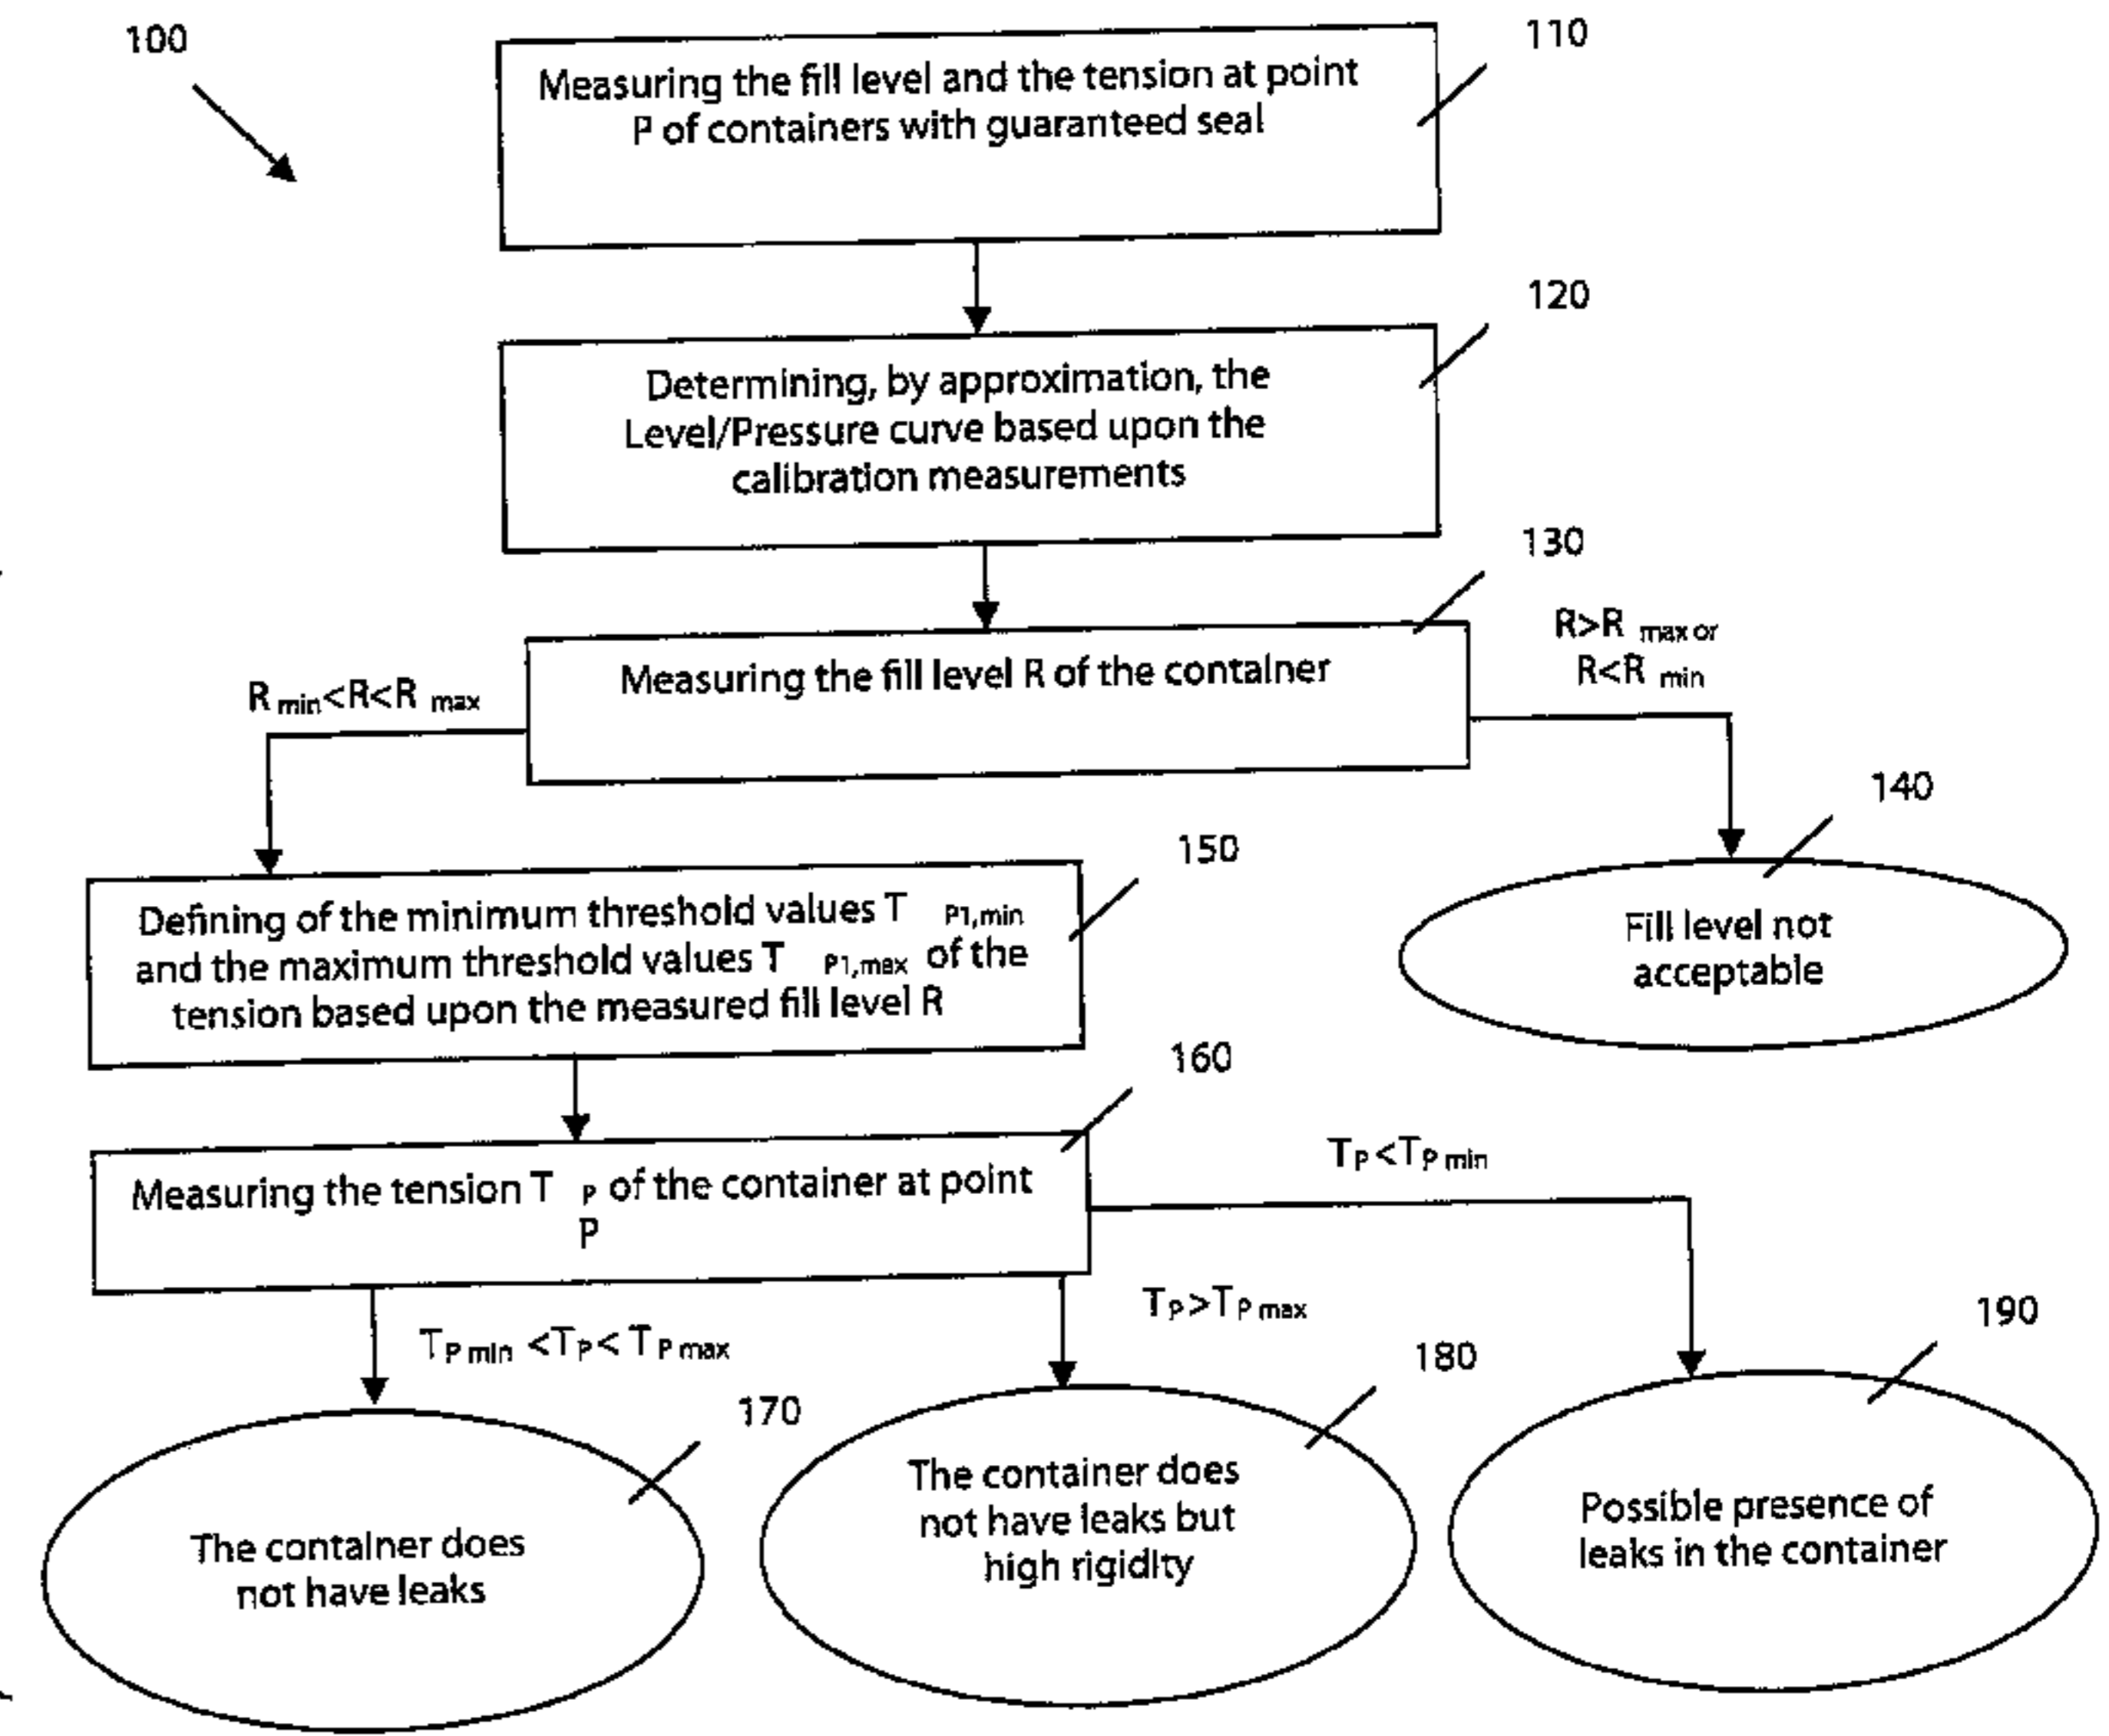 100
110
Measuring the fill level and the tension at point
P of containers with guaranteed seal
120
Determining, by approximation, the
Level/Pressure curve based upon the
calibration measurements
130
R>R max or
R<R min
Measuring the fill level R of the container
R min<R<R max
140
150
Defining of the minimum threshold values T P1,min
and the maximum threshold values T P1,max of the
tension based upon the measured fill level R
Fill level not
acceptable
160
TP<TP min
Measuring the tension T P of the container at point
P
TP>TP max
190
TP min <TP< TP max
180
170
The container does
not have leaks but
high rigidity
Possible presence of
leaks in the container
The container does
not have leaks